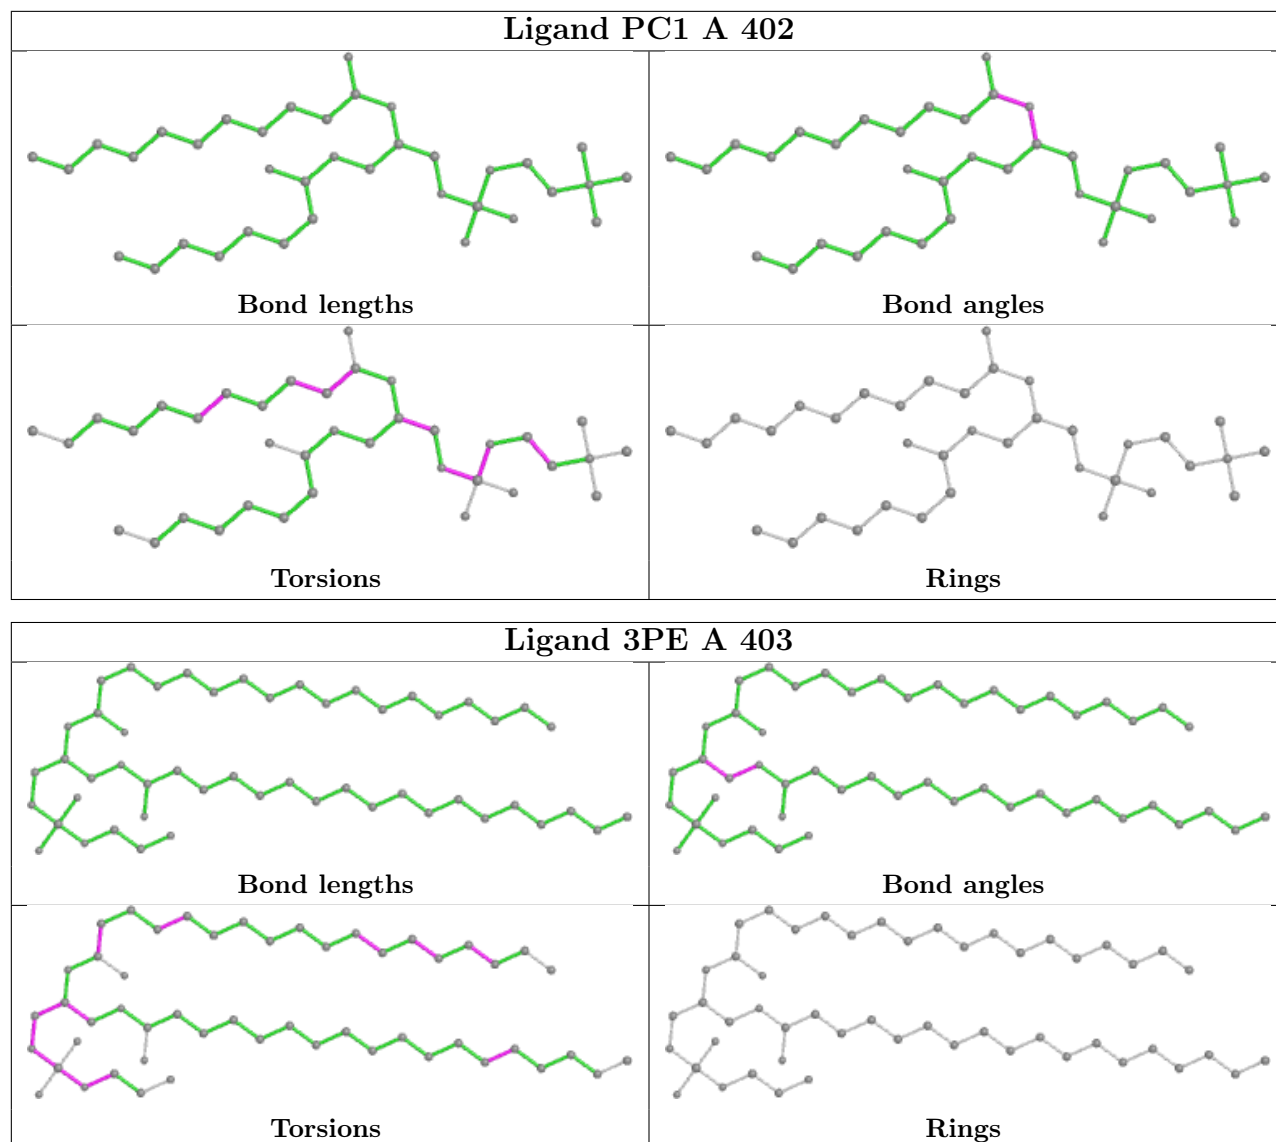 Ligand PC1 A 402
Bond lengths
Bond angles
Torsions
Rings
Ligand 3PE A 403
Bond lengths
Bond angles
Torsions
Rings